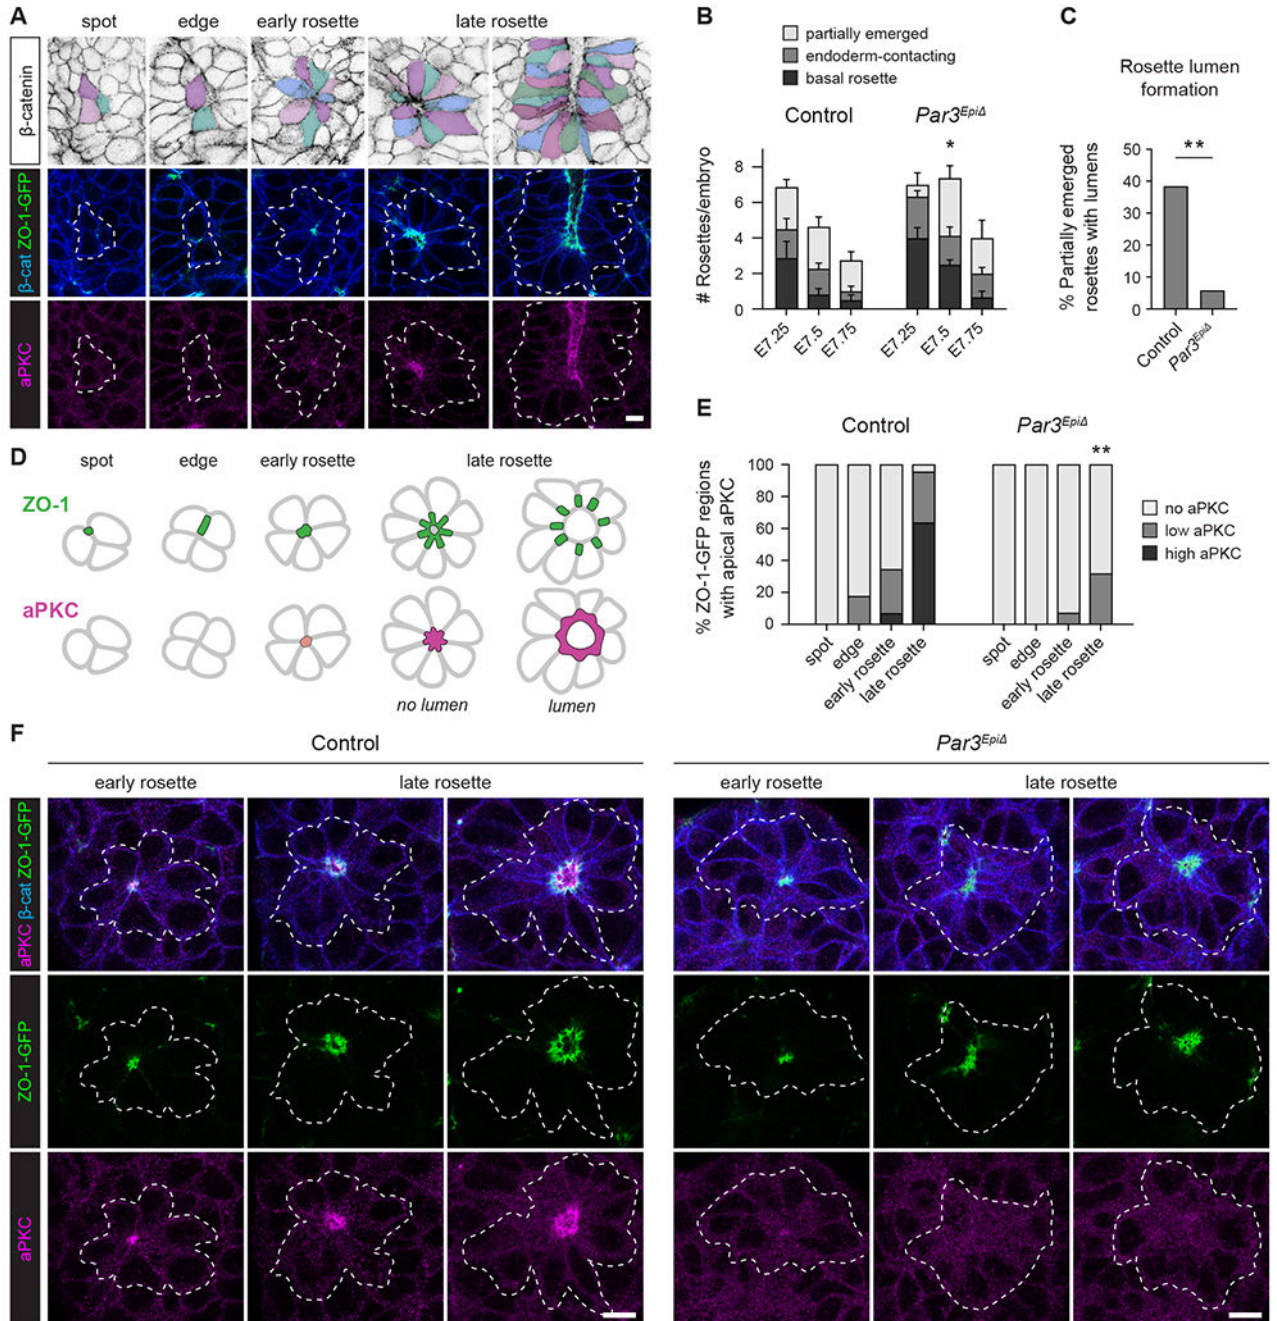 A
spot
edge
early rosette
late rosette
β-catenin
β-cat ZO-1-GFP
aPKC
B
partially emerged
endoderm-contacting
basal rosette
Control
Par3EpiΔ
*
# Rosettes/embryo
8
6
4
2
0
E7.25
E7.5
E7.75
E7.25
E7.5
E7.75
C
Rosette lumen
formation
**
% Partially emerged
rosettes with lumens
50
40
30
20
10
0
Control
Par3EpiΔ
D
spot
edge
early rosette
late rosette
ZO-1
aPKC
no lumen
lumen
E
Control
Par3EpiΔ
**
% ZO-1-GFP regions
with apical aPKC
100
80
60
40
20
0
spot
edge
early rosette
late rosette
spot
edge
early rosette
late rosette
no aPKC
low aPKC
high aPKC
F
Control
Par3EpiΔ
early rosette
late rosette
early rosette
late rosette
aPKC β-cat ZO-1-GFP
ZO-1-GFP
aPKC